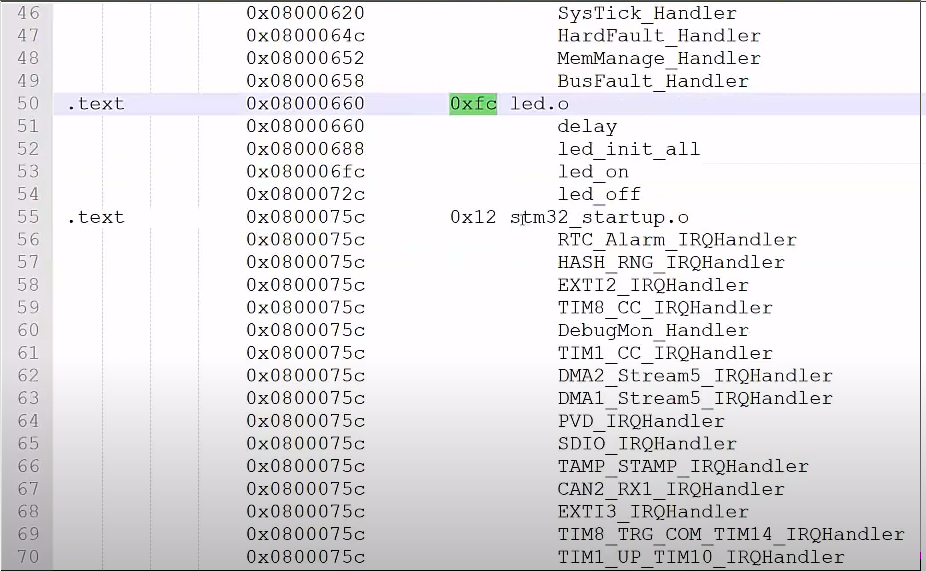 46 0x08000620 SysTick_Handler
47 0x0800064c HardFault_Handler
48 0x08000652 MemManage_Handler
49 0x08000658 BusFault_Handler
50 .text 0x08000660 0xfc led.o
51 0x08000660 delay
52 0x08000688 led_init_all
53 0x080006fc led_on
54 0x0800072c led_off
55 .text 0x0800075c 0x12 stm32_startup.o
56 0x0800075c RTC_Alarm_IRQHandler
57 0x0800075c HASH_RNG_IRQHandler
58 0x0800075c EXTI2_IRQHandler
59 0x0800075c TIM8_CC_IRQHandler
60 0x0800075c DebugMon_Handler
61 0x0800075c TIM1_CC_IRQHandler
62 0x0800075c DMA2_Stream5_IRQHandler
63 0x0800075c DMA1_Stream5_IRQHandler
64 0x0800075c PVD_IRQHandler
65 0x0800075c SDIO_IRQHandler
66 0x0800075c TAMP_STAMP_IRQHandler
67 0x0800075c CAN2_RX1_IRQHandler
68 0x0800075c EXTI3_IRQHandler
69 0x0800075c TIM8_TRG_COM_TIM14_IRQHandler
70 0x0800075c TIM1_UP_TIM10_IRQHandler